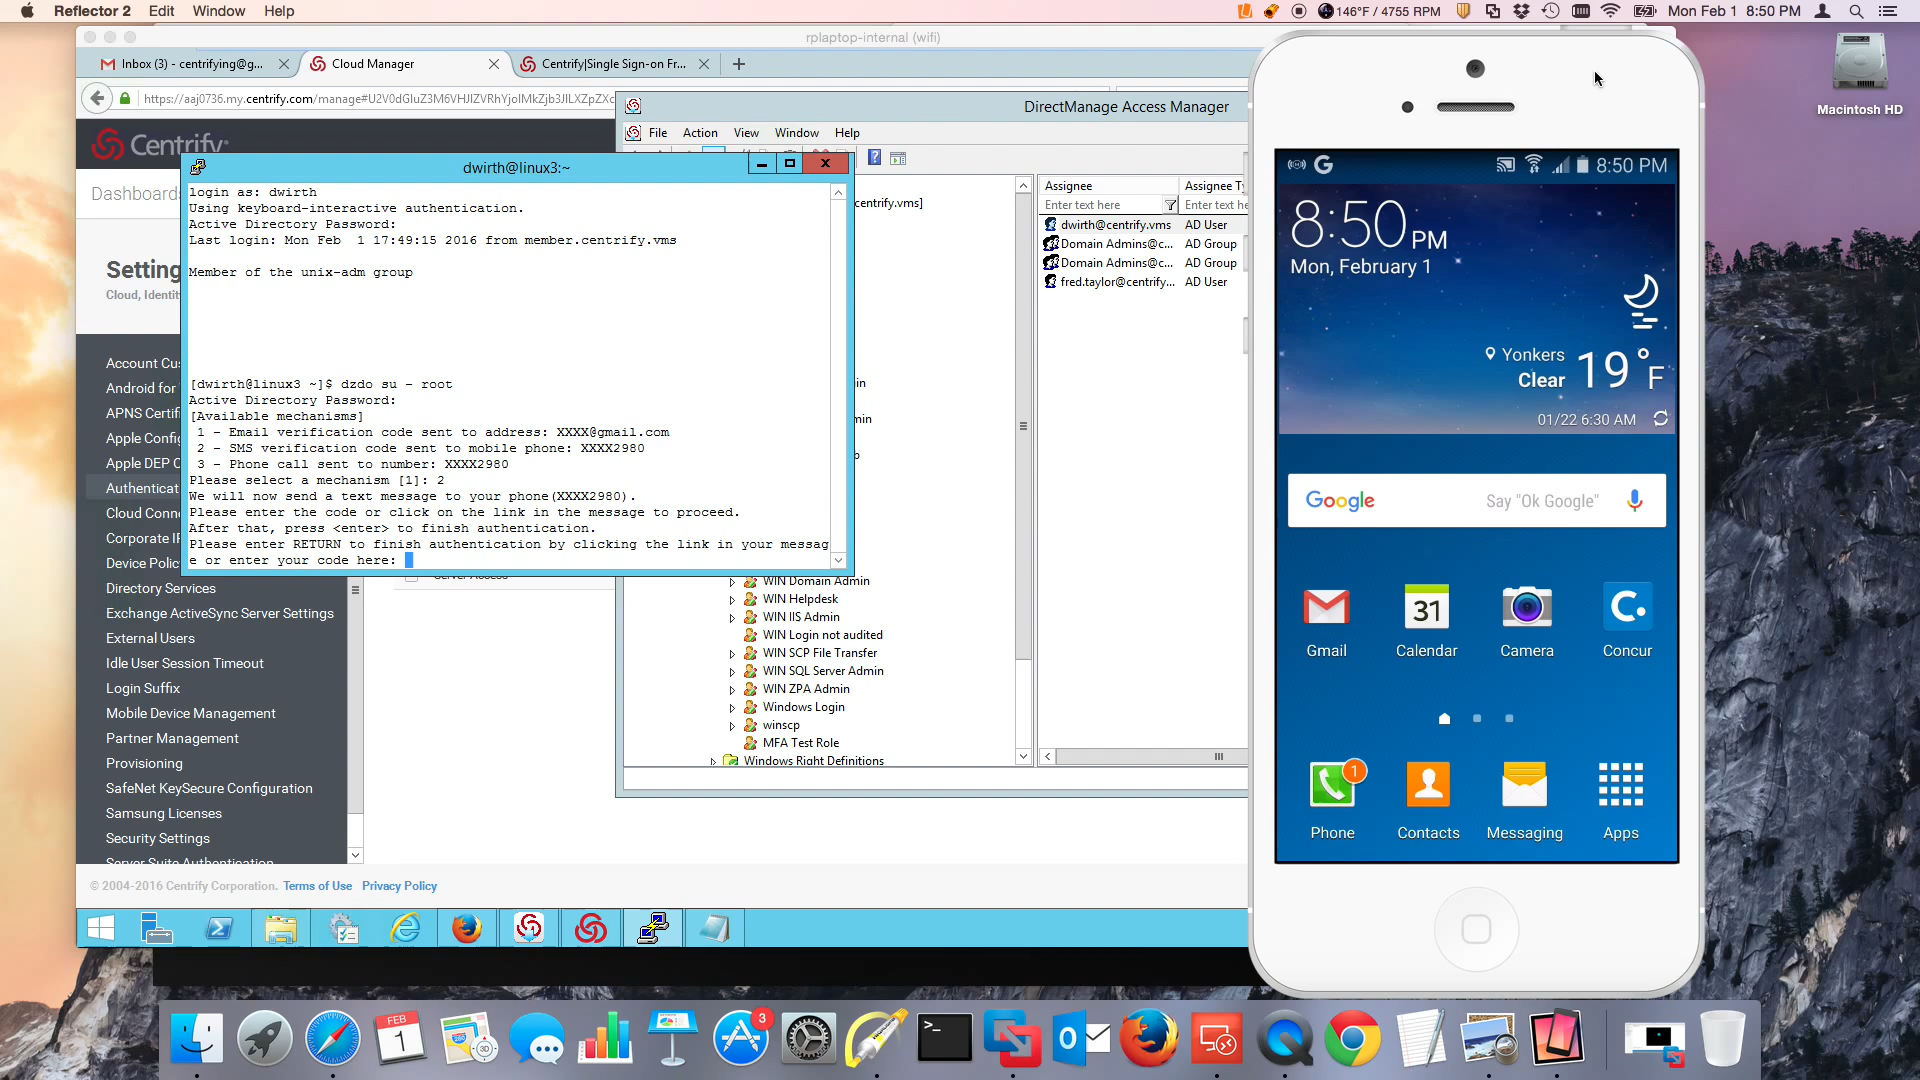 Reflector 2 Edit Window Help
146°F / 4755 RPM
Mon Feb 1 8:50 PM
rplaptop-internal (wifi)
Inbox (3) - centrifying@g...
Cloud Manager
Centrify|Single Sign-on Fr...
https://aaj0736.my.centrify.com/manage#
DirectManage Access Manager
File Action View Window Help
Centrify
Dashboard
dwirth@linux3:~
login as: dwirth
Using keyboard-interactive authentication.
Active Directory Password:
Last login: Mon Feb  1 17:49:15 2016 from member.centrify.vms
Member of the unix-adm group
[dwirth@linux3 ~]$ dzdo su - root
Active Directory Password:
[Available mechanisms]
1 - Email verification code sent to address: XXXX@gmail.com
2 - SMS verification code sent to mobile phone: XXXX2980
3 - Phone call sent to number: XXXX2980
Please select a mechanism [1]: 2
We will now send a text message to your phone(XXXX2980).
Please enter the code or click on the link in the message to proceed.
After that, press <enter> to finish authentication.
Please enter RETURN to finish authentication by clicking the link in your messag
e or enter your code here:
Setting
Cloud, Identit
Account Cus
Android for
APNS Certifi
Apple Config
Apple DEP C
Authenticat
Cloud Conne
Corporate IP
Device Polic
Directory Services
Exchange ActiveSync Server Settings
External Users
Idle User Session Timeout
Login Suffix
Mobile Device Management
Partner Management
Provisioning
SafeNet KeySecure Configuration
Samsung Licenses
Security Settings
Server Suite Authentication
© 2004-2016 Centrify Corporation. Terms of Use Privacy Policy
centrify.vms]
in
min
WIN Domain Admin
WIN Helpdesk
WIN IIS Admin
WIN Login not audited
WIN SCP File Transfer
WIN SQL Server Admin
WIN ZPA Admin
Windows Login
winscp
MFA Test Role
Windows Right Definitions
Assignee Assignee Ty
Enter text here Enter text he
dwirth@centrify.vms AD User
Domain Admins@c... AD Group
Domain Admins@c... AD Group
fred.taylor@centrify... AD User
8:50 PM
8:50 PM
Mon, February 1
Yonkers
Clear
19°F
01/22 6:30 AM
Google Say "Ok Google"
31
Gmail Calendar Camera Concur
1
Phone Contacts Messaging Apps
Macintosh HD
FEB
1
3